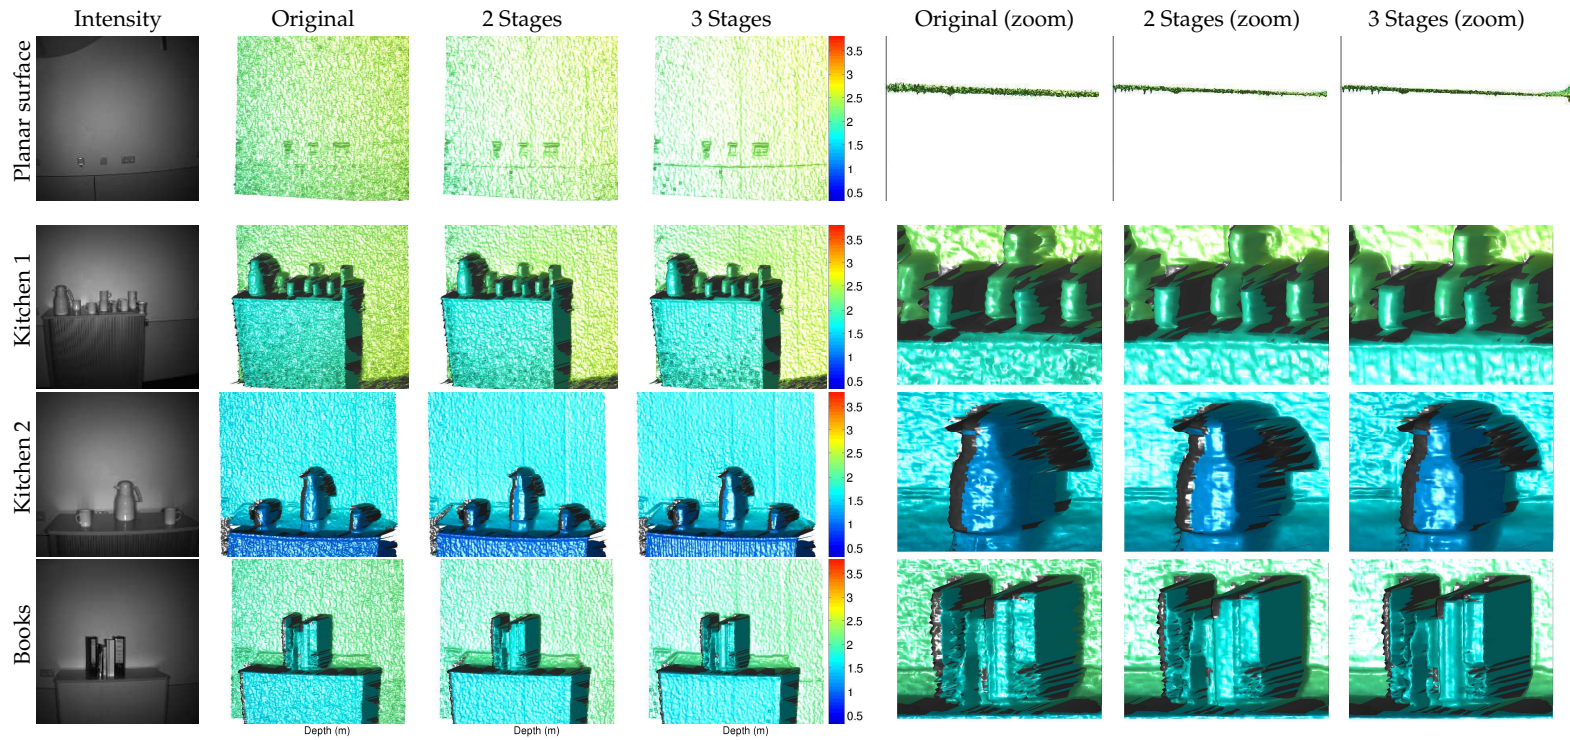 Intensity
Original
2 Stages
3 Stages
Original (zoom)
2 Stages (zoom)
3 Stages (zoom)
Planar surface
3.5
3
2.5
2
1.5
1
0.5
Kitchen 1
3.5
3
2.5
2
1.5
1
0.5
Kitchen 2
3.5
3
2.5
2
1.5
1
0.5
Books
3.5
3
2.5
2
1.5
1
0.5
Depth (m)
Depth (m)
Depth (m)